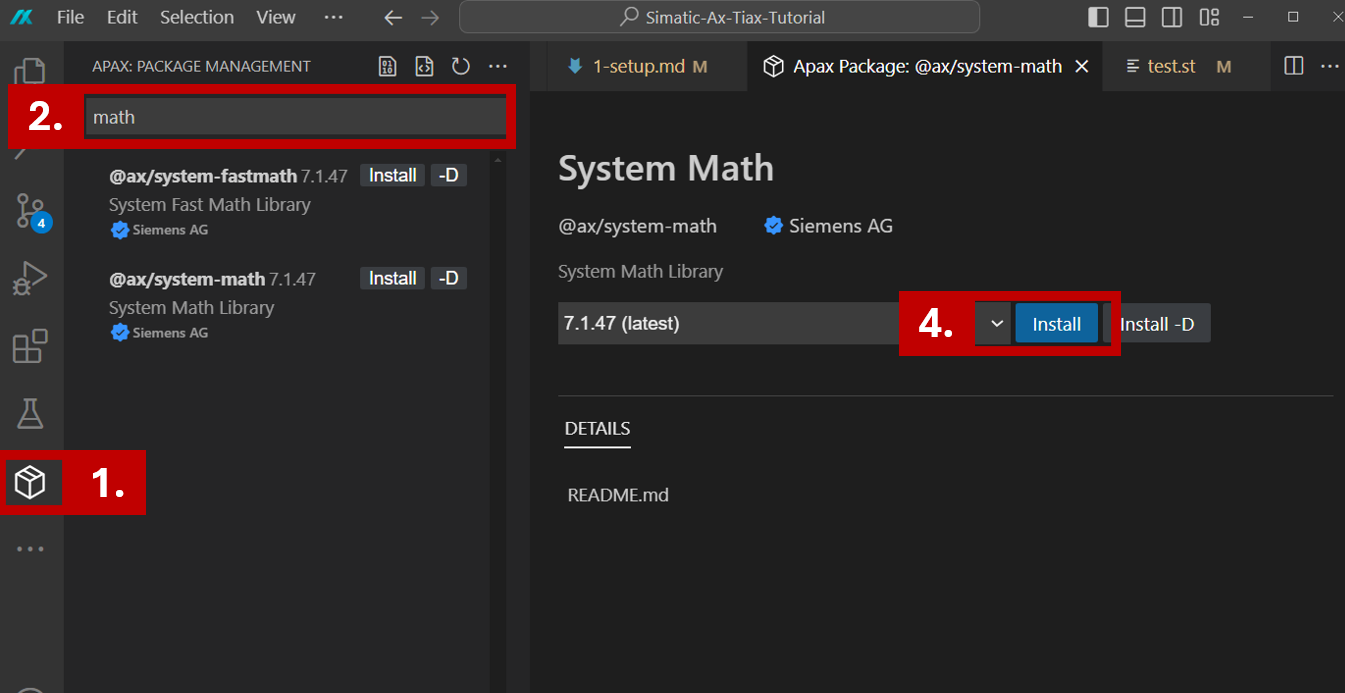 File Edit Selection View ··· Simatic-Ax-Tiax-Tutorial
APAX: PACKAGE MANAGEMENT
1-setup.md M
Apax Package: @ax/system-math
test.st M
2.
math
@ax/system-fastmath 7.1.47 Install -D
System Fast Math Library
Siemens AG
4
@ax/system-math 7.1.47 Install -D
System Math Library
Siemens AG
1.
System Math
@ax/system-math Siemens AG
System Math Library
7.1.47 (latest) 4. Install Install -D
DETAILS
README.md